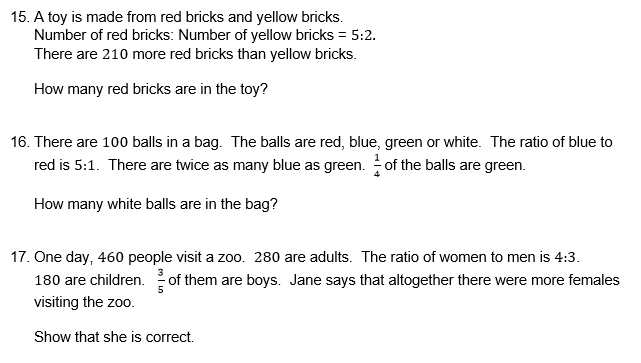 15. A toy is made from red bricks and yellow bricks.
Number of red bricks: Number of yellow bricks = 5:2.
There are 210 more red bricks than yellow bricks.
How many red bricks are in the toy?
16. There are 100 balls in a bag. The balls are red, blue, green or white. The ratio of blue to
red is 5:1. There are twice as many blue as green. 1/4 of the balls are green.
How many white balls are in the bag?
17. One day, 460 people visit a zoo. 280 are adults. The ratio of women to men is 4:3.
180 are children. 3/5 of them are boys. Jane says that altogether there were more females
visiting the zoo.
Show that she is correct.